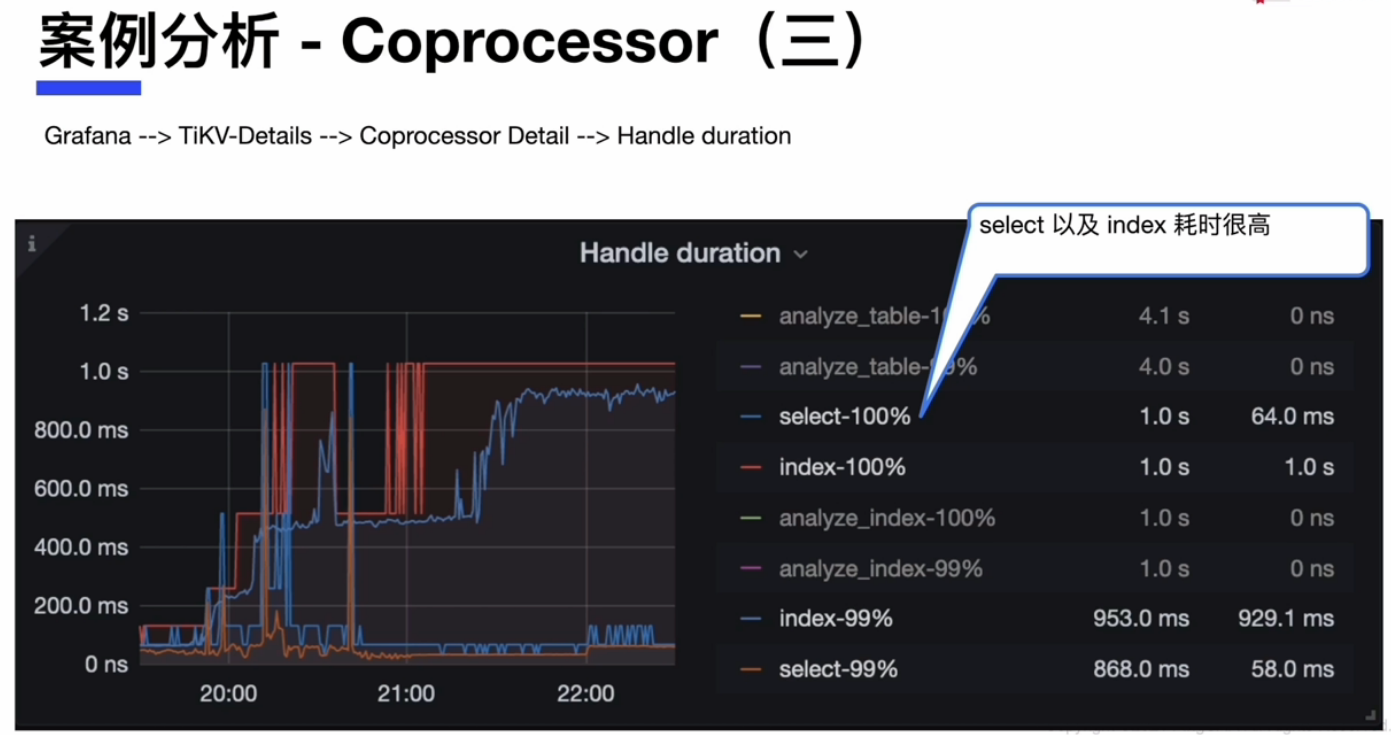 案例分析 - Coprocessor（三）
Grafana --> TiKV-Details --> Coprocessor Detail --> Handle duration
select 以及 index 耗时很高
Handle duration
1.2 s
1.0 s
800.0 ms
600.0 ms
400.0 ms
200.0 ms
0 ns
20:00
21:00
22:00
analyze_table-100% 4.1 s 0 ns
analyze_table-99% 4.0 s 0 ns
select-100% 1.0 s 64.0 ms
index-100% 1.0 s 1.0 s
analyze_index-100% 1.0 s 0 ns
analyze_index-99% 1.0 s 0 ns
index-99% 953.0 ms 929.1 ms
select-99% 868.0 ms 58.0 ms